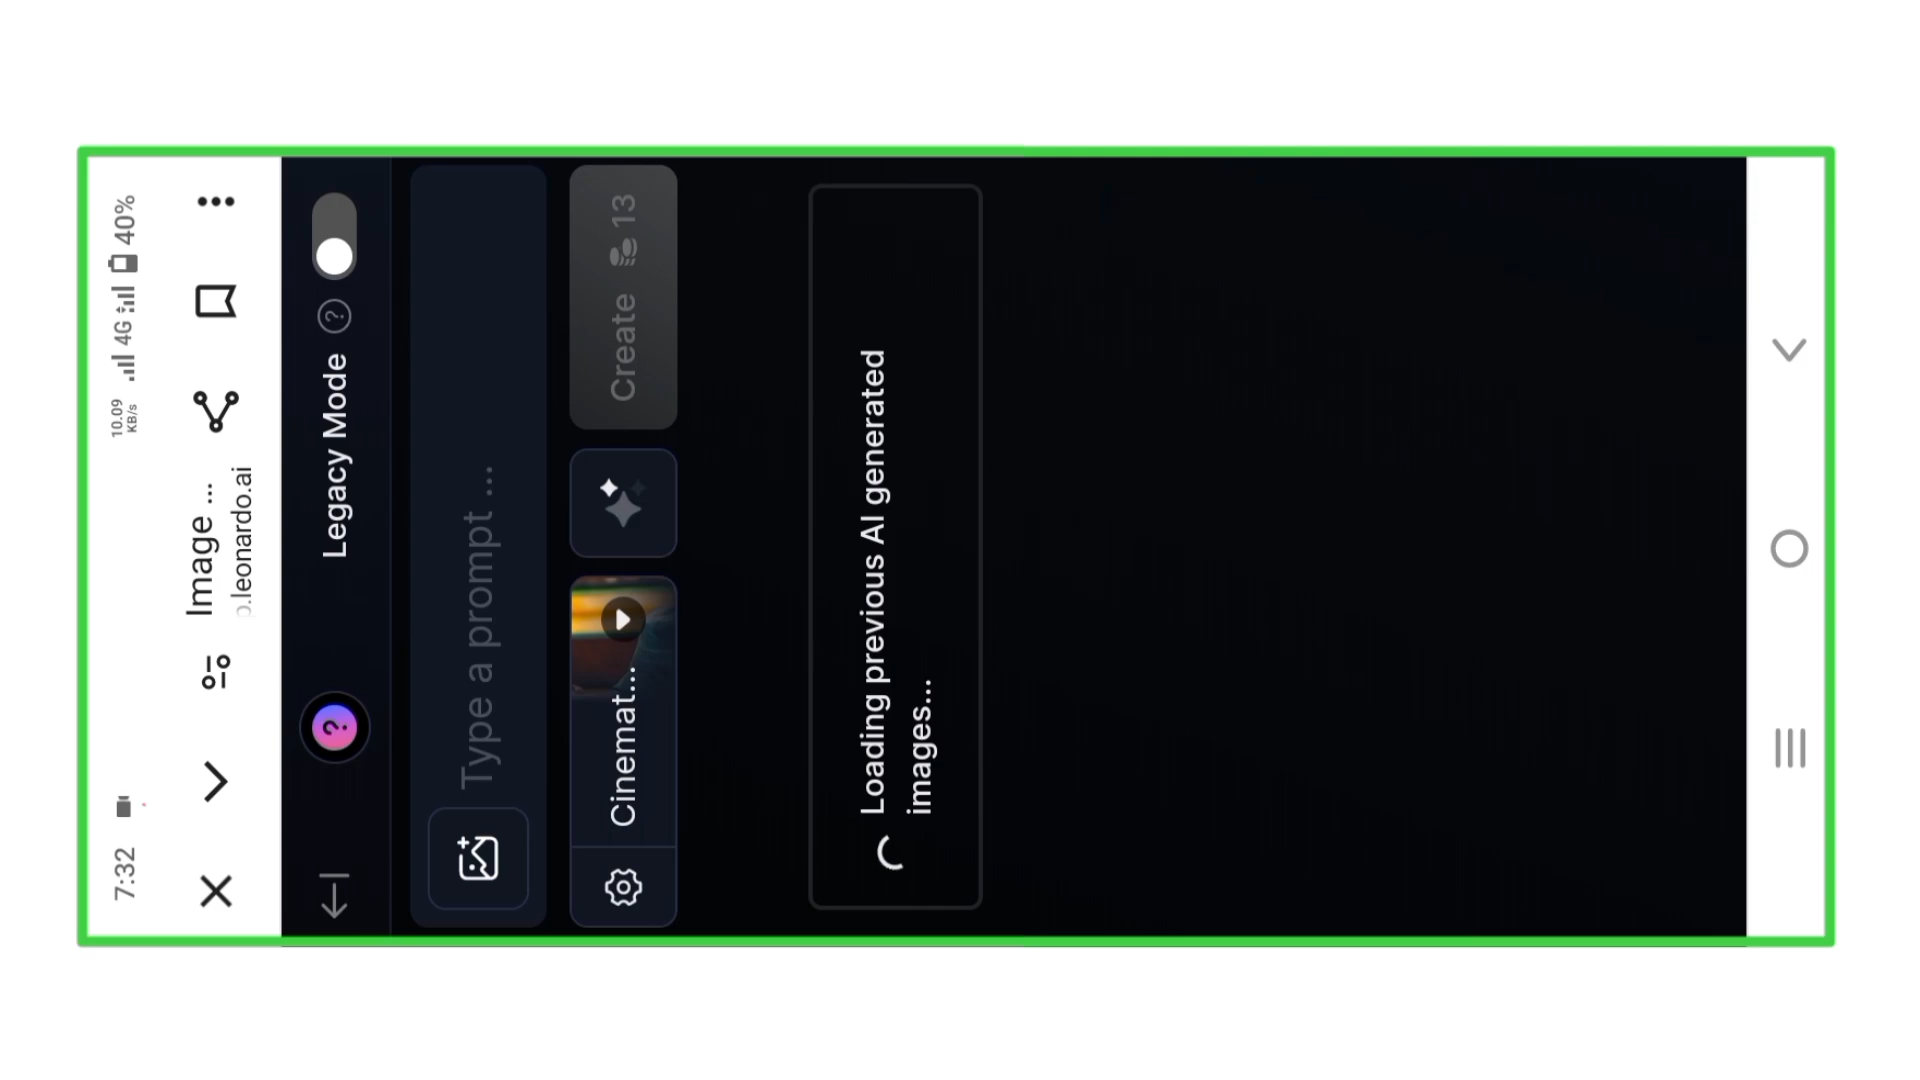 7:32
10.09
KB/s
4G
40%
Image ...
p.leonardo.ai
?
Legacy Mode ?
Type a prompt ...
Cinemat...
Create 13
Loading previous AI generated
images...